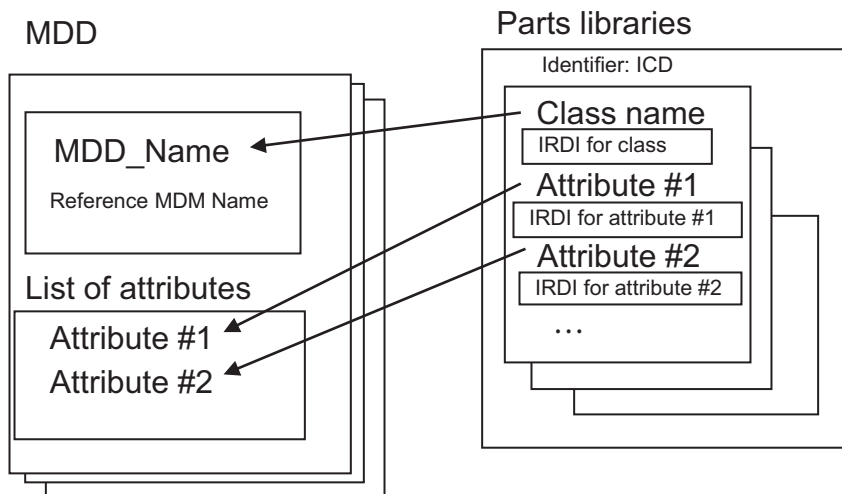 MDD
MDD_Name
Reference MDM Name
List of attributes
Attribute #1
Attribute #2
Parts libraries
Identifier: ICD
Class name
IRDI for class
Attribute #1
IRDI for attribute #1
Attribute #2
IRDI for attribute #2
...